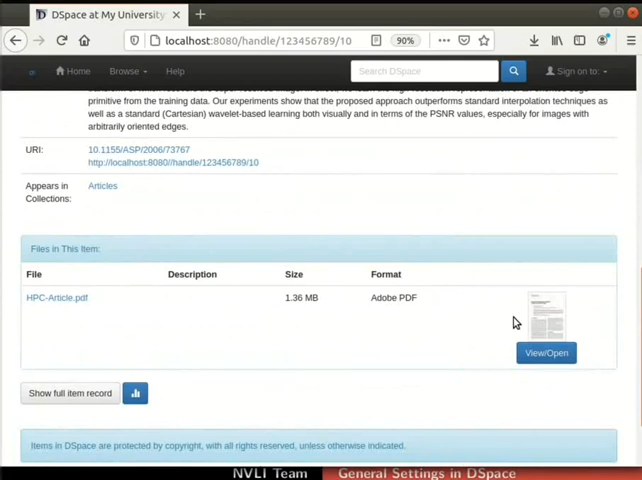 DSpace at My University
localhost:8080/handle/123456789/10
90%
Home
Browse
Help
Search DSpace
Sign on to:
primitive from the training data. Our experiments show that the proposed approach outperforms standard interpolation techniques as
well as a standard (Cartesian) wavelet-based learning both visually and in terms of the PSNR values, especially for images with
arbitrarily oriented edges.
URI:
10.1155/ASP/2006/73767
http://localhost:8080//handle/123456789/10
Appears in
Collections:
Articles
Files in This Item:
File Description Size Format
HPC-Article.pdf 1.36 MB Adobe PDF
View/Open
Show full item record
Items in DSpace are protected by copyright, with all rights reserved, unless otherwise indicated.
NVLI Team General Settings in DSpace